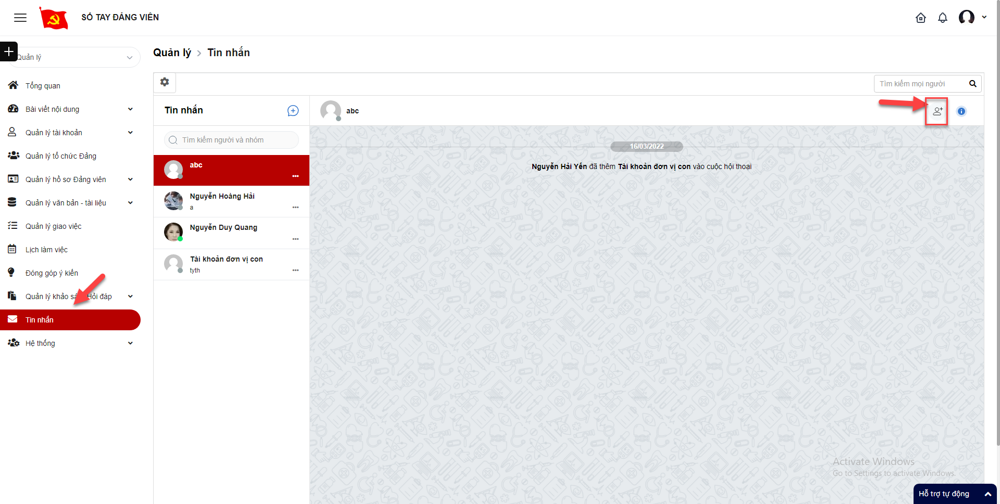 SỔ TAY ĐẢNG VIÊN
Quản lý
Tổng quan
Bài viết nội dung
Quản lý tài khoản
Quản lý tổ chức Đảng
Quản lý hồ sơ Đảng viên
Quản lý văn bản - tài liệu
Quản lý giao việc
Lịch làm việc
Đóng góp ý kiến
Quản lý khảo sá Hỏi đáp
Tin nhắn
Hệ thống
Quản lý > Tin nhắn
Tìm kiếm mọi người
Tin nhắn
Tìm kiếm người và nhóm
abc
Nguyễn Hoàng Hải
a
Nguyễn Duy Quang
Tài khoản đơn vị con
tyth
abc
16/03/2022
Nguyễn Hải Yến đã thêm Tài khoản đơn vị con vào cuộc hội thoại
Activate Windows
Go to Settings to activate Windows.
Hỗ trợ tự động